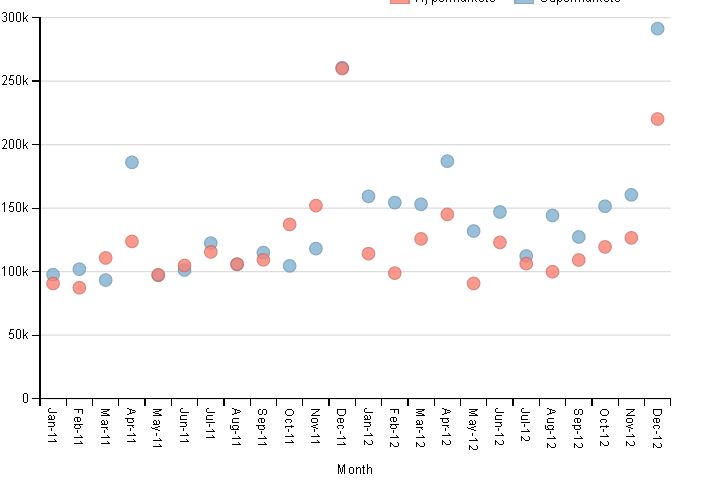 Hypermarkets Supermarkets
300k
250k
200k
150k
100k
50k
0
Jan-11 Feb-11 Mar-11 Apr-11 May-11 Jun-11 Jul-11 Aug-11 Sep-11 Oct-11 Nov-11 Dec-11 Jan-12 Feb-12 Mar-12 Apr-12 May-12 Jun-12 Jul-12 Aug-12 Sep-12 Oct-12 Nov-12 Dec-12
Month